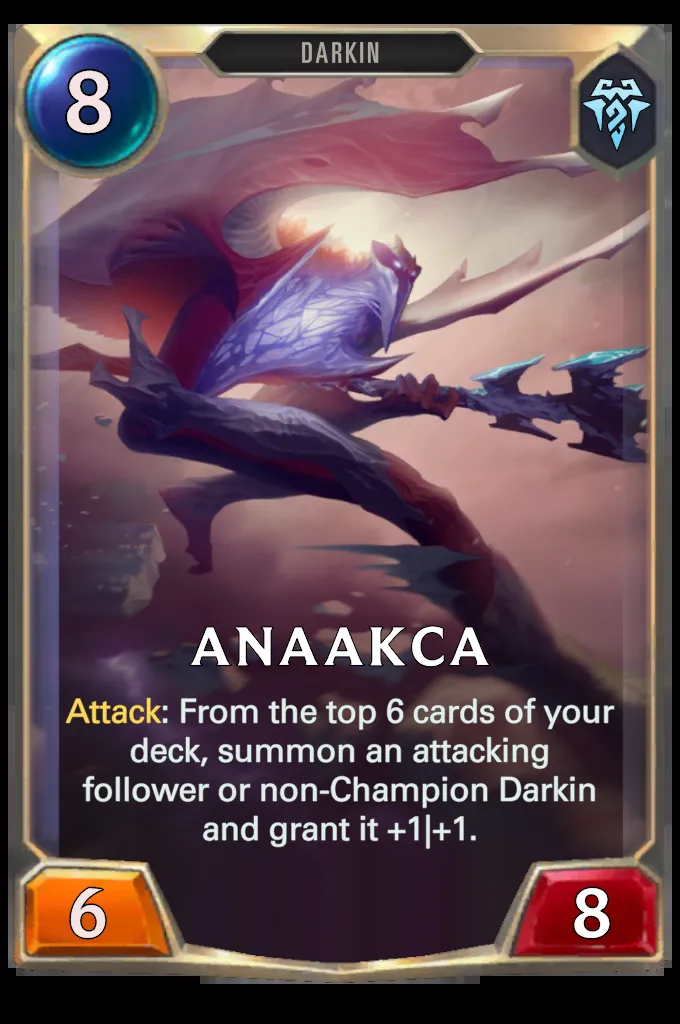 DARKIN
8
ANAAKCA
Attack: From the top 6 cards of your
deck, summon an attacking
follower or non-Champion Darkin
and grant it +1|+1.
6
8